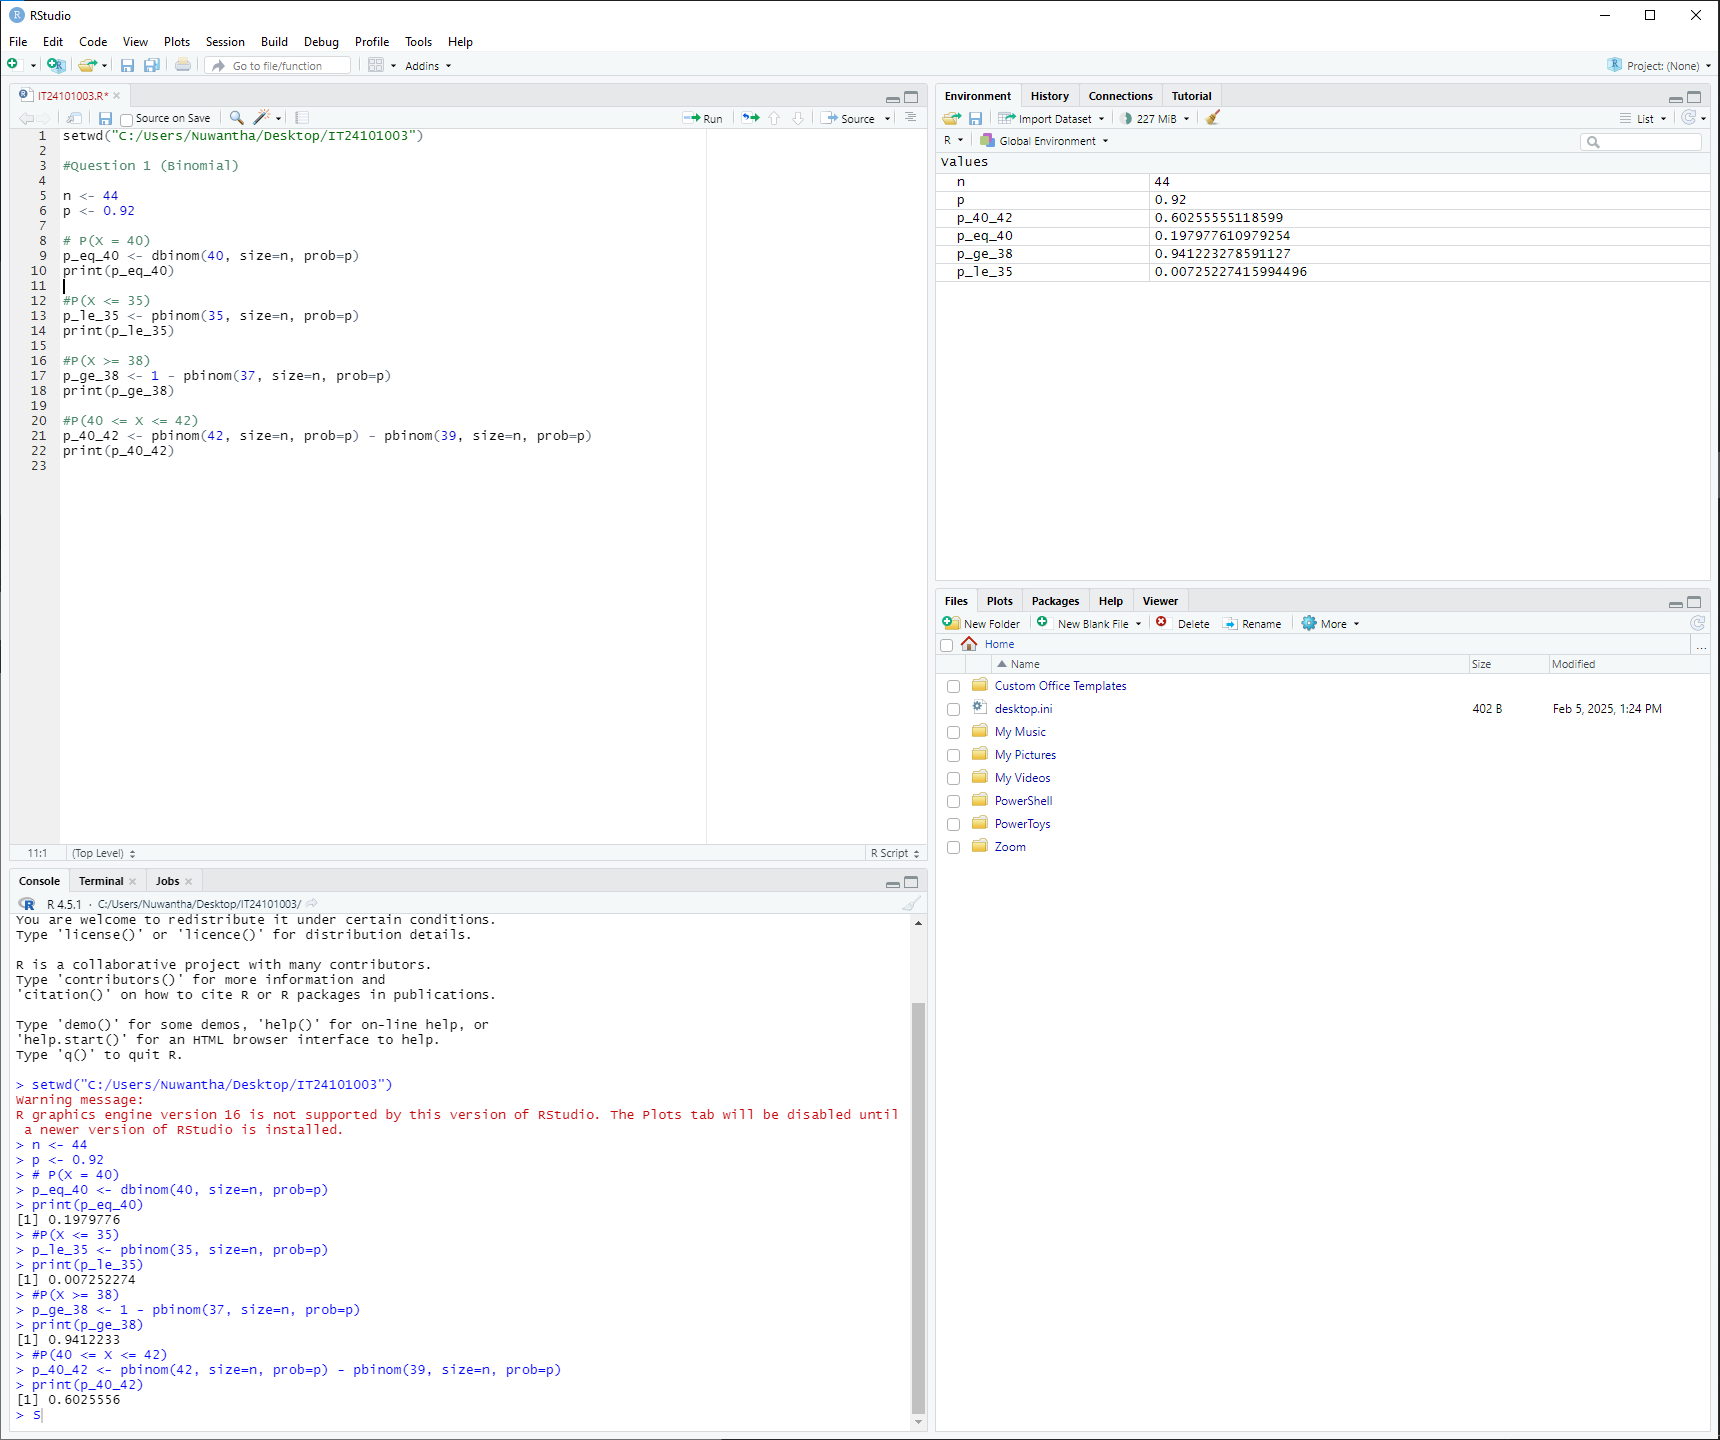 RStudio
File Edit Code View Plots Session Build Debug Profile Tools Help
Go to file/function Addins Project: (None)
IT24101003.R*
Source on Save Run Source
1 setwd("C:/Users/Nuwantha/Desktop/IT24101003")
2
3 #Question 1 (Binomial)
4
5 n <- 44
6 p <- 0.92
7
8 # P(X = 40)
9 p_eq_40 <- dbinom(40, size=n, prob=p)
10 print(p_eq_40)
11
12 #P(X <= 35)
13 p_le_35 <- pbinom(35, size=n, prob=p)
14 print(p_le_35)
15
16 #P(X >= 38)
17 p_ge_38 <- 1 - pbinom(37, size=n, prob=p)
18 print(p_ge_38)
19
20 #P(40 <= X <= 42)
21 p_40_42 <- pbinom(42, size=n, prob=p) - pbinom(39, size=n, prob=p)
22 print(p_40_42)
23
11:1 (Top Level) R Script
Console Terminal Jobs
R 4.5.1 · C:/Users/Nuwantha/Desktop/IT24101003/
You are welcome to redistribute it under certain conditions.
Type 'license()' or 'licence()' for distribution details.
R is a collaborative project with many contributors.
Type 'contributors()' for more information and
'citation()' on how to cite R or R packages in publications.
Type 'demo()' for some demos, 'help()' for on-line help, or
'help.start()' for an HTML browser interface to help.
Type 'q()' to quit R.
> setwd("C:/Users/Nuwantha/Desktop/IT24101003")
Warning message:
R graphics engine version 16 is not supported by this version of RStudio. The Plots tab will be disabled until
a newer version of RStudio is installed.
> n <- 44
> p <- 0.92
> # P(X = 40)
> p_eq_40 <- dbinom(40, size=n, prob=p)
> print(p_eq_40)
[1] 0.1979776
> #P(X <= 35)
> p_le_35 <- pbinom(35, size=n, prob=p)
> print(p_le_35)
[1] 0.007252274
> #P(X >= 38)
> p_ge_38 <- 1 - pbinom(37, size=n, prob=p)
> print(p_ge_38)
[1] 0.9412233
> #P(40 <= X <= 42)
> p_40_42 <- pbinom(42, size=n, prob=p) - pbinom(39, size=n, prob=p)
> print(p_40_42)
[1] 0.6025556
> S
Environment History Connections Tutorial
Import Dataset 227 MiB List
R Global Environment
Values
n 44
p 0.92
p_40_42 0.60255555118599
p_eq_40 0.197977610979254
p_ge_38 0.941223278591127
p_le_35 0.00725227415994496
Files Plots Packages Help Viewer
New Folder New Blank File Delete Rename More
Home ...
Name Size Modified
Custom Office Templates
desktop.ini 402 B Feb 5, 2025, 1:24 PM
My Music
My Pictures
My Videos
PowerShell
PowerToys
Zoom